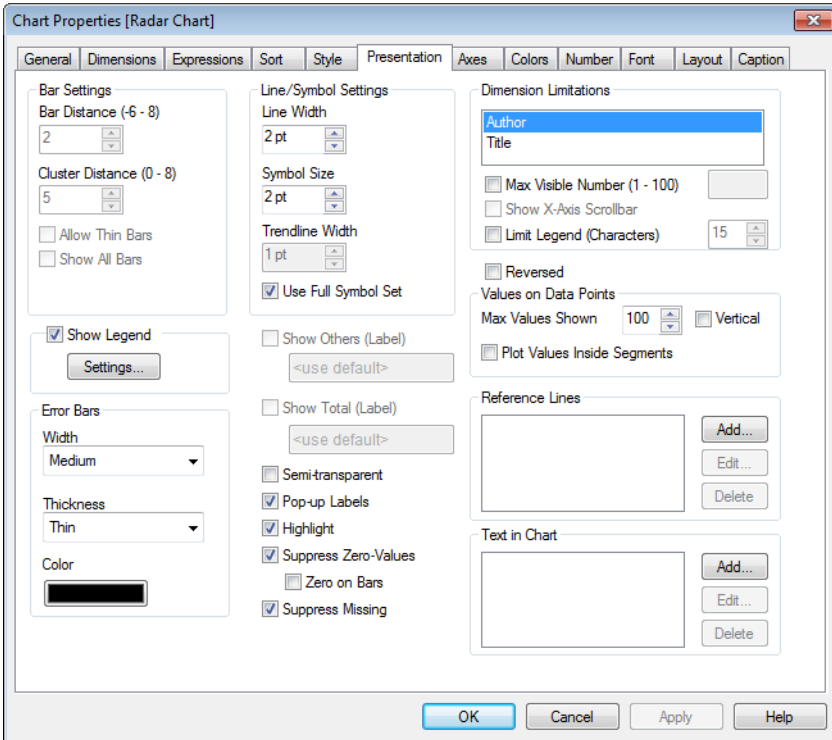 Chart Properties [Radar Chart]
General Dimensions Expressions Sort Style Presentation Axes Colors Number Font Layout Caption
Bar Settings
Bar Distance (-6 - 8)
2
Cluster Distance (0 - 8)
5
Allow Thin Bars
Show All Bars
Show Legend
Settings...
Error Bars
Width
Medium
Thickness
Thin
Color
Line/Symbol Settings
Line Width
2 pt
Symbol Size
2 pt
Trendline Width
1 pt
Use Full Symbol Set
Show Others (Label)
<use default>
Show Total (Label)
<use default>
Semi-transparent
Pop-up Labels
Highlight
Suppress Zero-Values
Zero on Bars
Suppress Missing
Dimension Limitations
Author
Title
Max Visible Number (1 - 100)
Show X-Axis Scrollbar
Limit Legend (Characters) 15
Reversed
Values on Data Points
Max Values Shown 100 Vertical
Plot Values Inside Segments
Reference Lines
Add...
Edit...
Delete
Text in Chart
Add...
Edit...
Delete
OK Cancel Apply Help